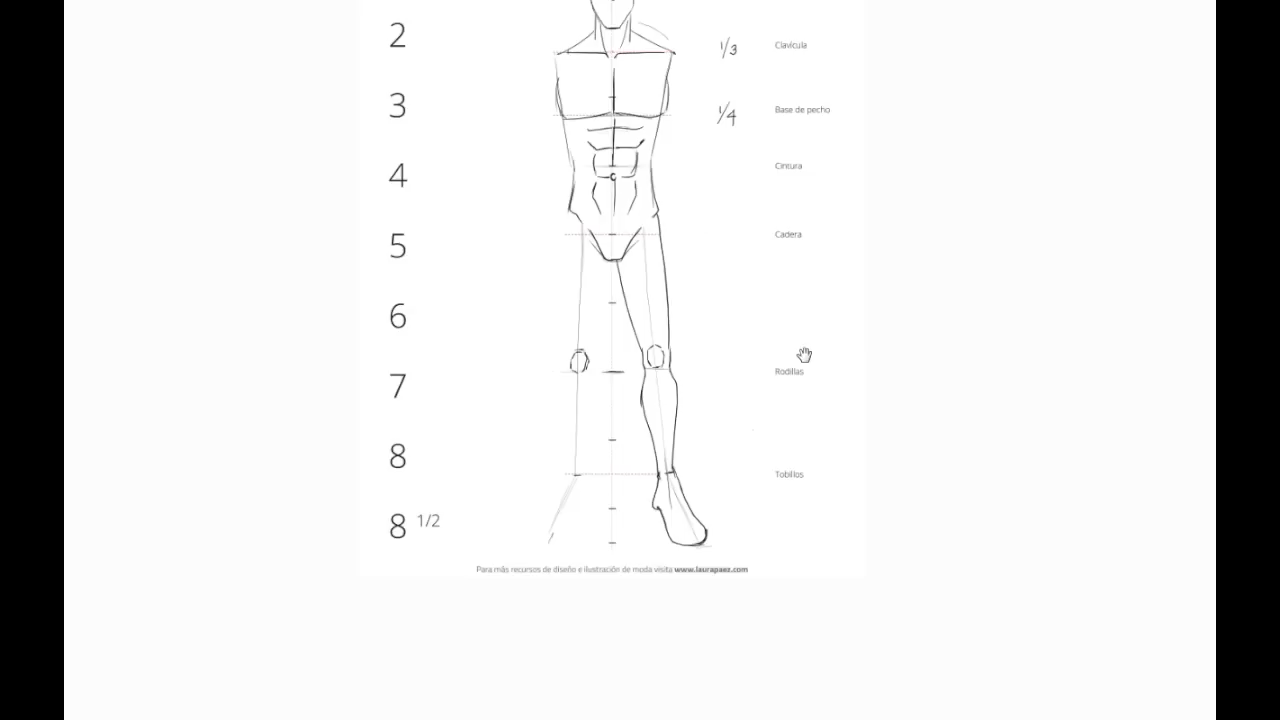 2
1/3 Clavícula
3
1/4 Base de pecho
Cintura
4
Cadera
5
6
Rodillas
7
8
Tobillos
8 1/2
Para más recursos de diseño e ilustración de moda visita www.laurapaez.com